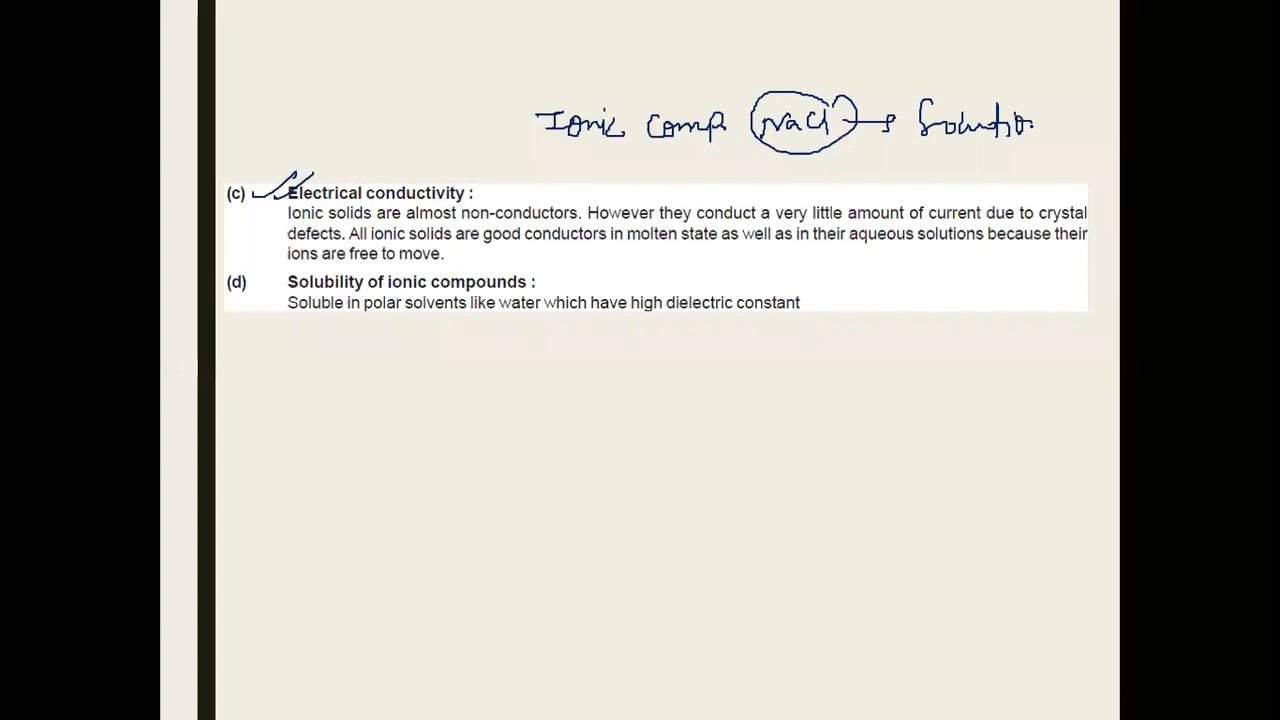 Ionic comp NaCl → Solutio
(c) Electrical conductivity :
Ionic solids are almost non-conductors. However they conduct a very little amount of current due to crystal
defects. All ionic solids are good conductors in molten state as well as in their aqueous solutions because their
ions are free to move.
(d) Solubility of ionic compounds :
Soluble in polar solvents like water which have high dielectric constant